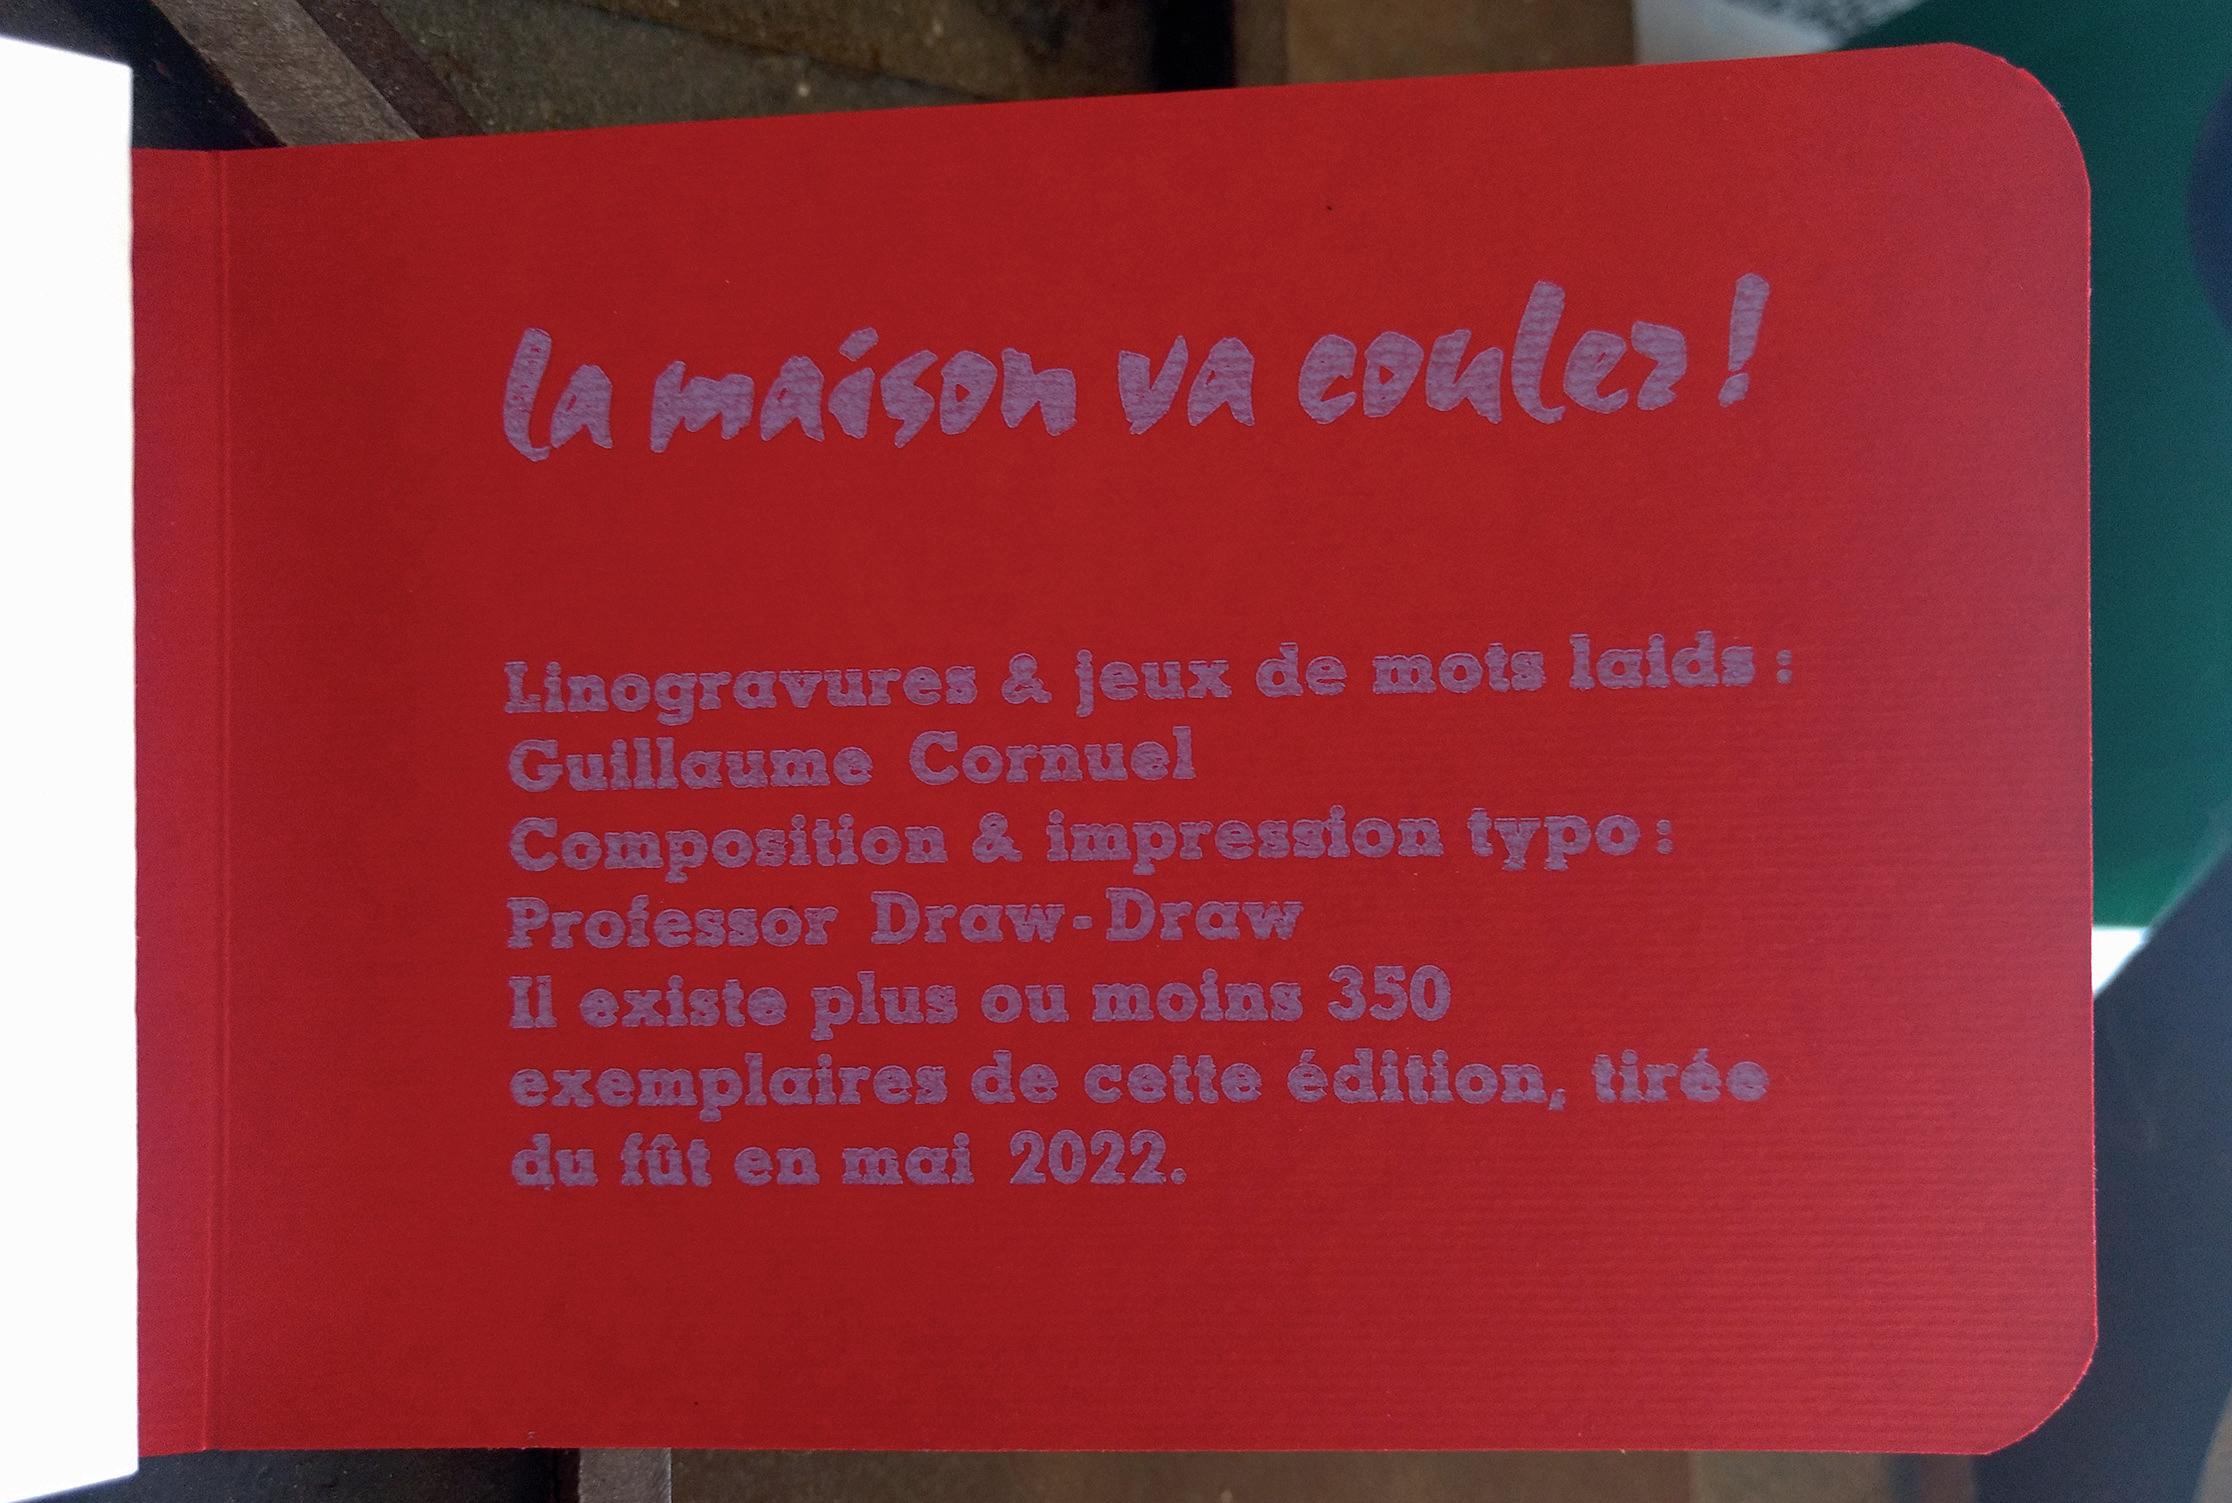 la maison va couler !
Linogravures & jeux de mots laids :
Guillaume Cornuel
Composition & impression typo :
Professor Draw-Draw
Il existe plus ou moins 350
exemplaires de cette édition, tirée
du fût en mai 2022.